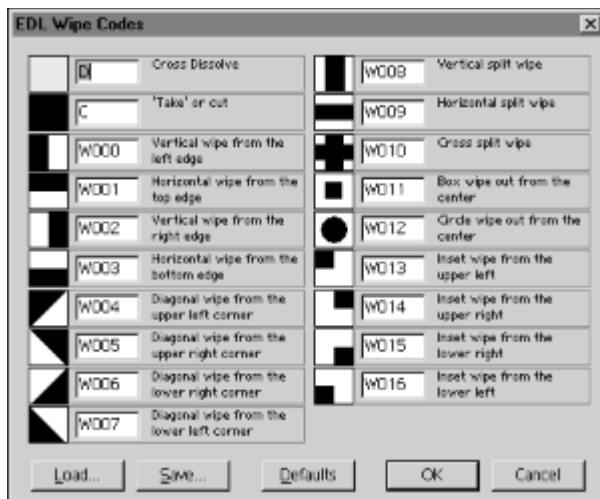 EDL Wipe Codes
D
Cross Dissolve
C
'Take' or cut
W000
Vertical wipe from the
left edge
W001
Horizontal wipe from the
top edge
W002
Vertical wipe from the
right edge
W003
Horizontal wipe from the
bottom edge
W004
Diagonal wipe from the
upper left corner
W005
Diagonal wipe from the
upper right corner
W006
Diagonal wipe from the
lower right corner
W007
Diagonal wipe from the
lower left corner
W008
Vertical split wipe
W009
Horizontal split wipe
W010
Cross split wipe
W011
Box wipe out from the
center
W012
Circle wipe out from the
center
W013
Inset wipe from the
upper left
W014
Inset wipe from the
upper right
W015
Inset wipe from the
lower right
W016
Inset wipe from the
lower left
Load... Save... Defaults OK Cancel